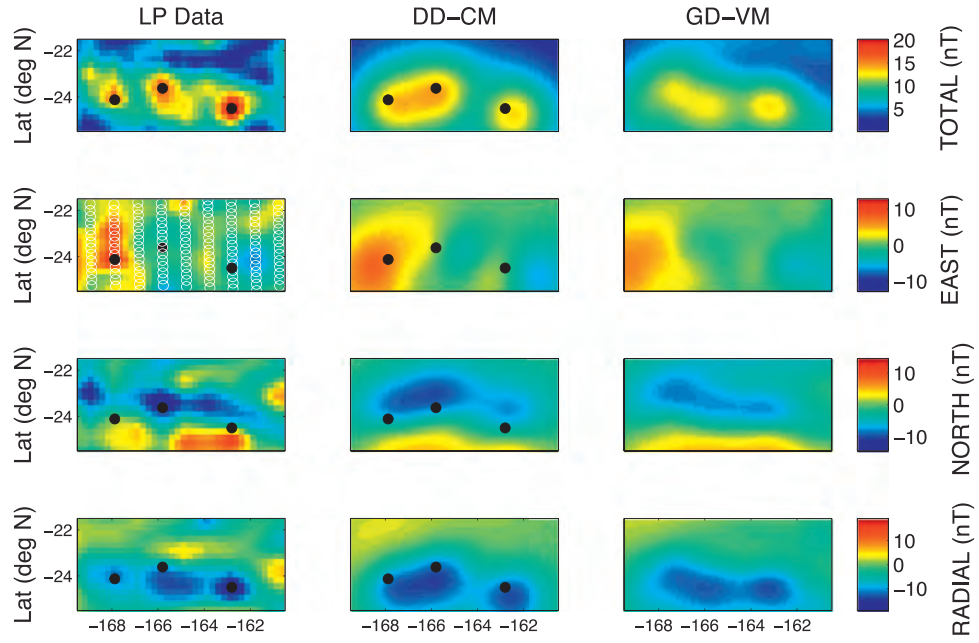 LP Data DD−CM GD−VM
Lat (deg N) −22 −24 20 15 10 5 TOTAL (nT)
Lat (deg N) −22 −24 10 0 −10 EAST (nT)
Lat (deg N) −22 −24 10 0 −10 NORTH (nT)
Lat (deg N) −22 −24 10 0 −10 RADIAL (nT)
−168 −166 −164 −162 −168 −166 −164 −162 −168 −166 −164 −162